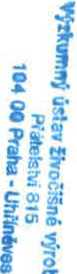 Výzkumný ústav živočišné výrob
Přátelství 815
104 00 Praha - Uhříněves